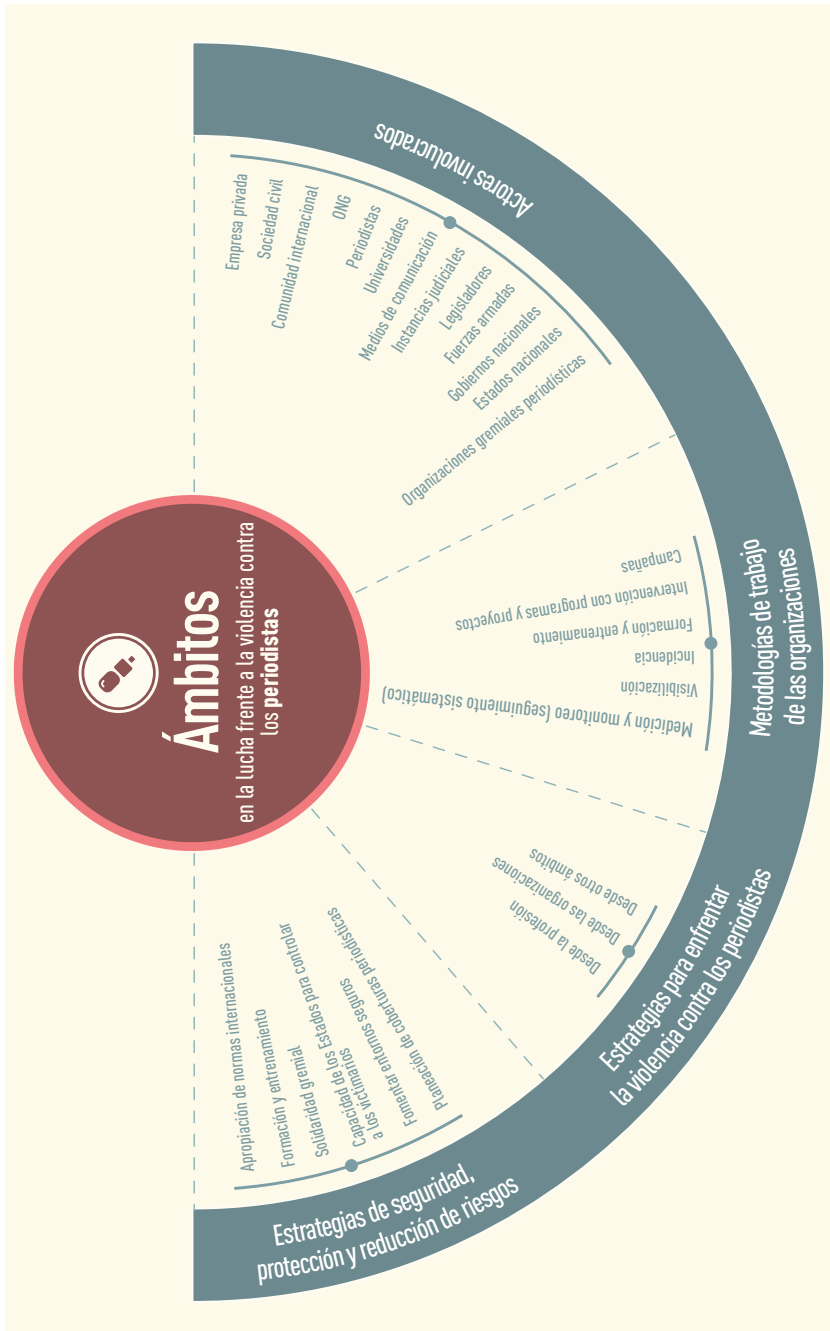 Ámbitos
en la lucha frente a la violencia contra
los periodistas
Estrategias de seguridad,
protección y reducción de riesgos
Apropiación de normas internacionales
Formación y entrenamiento
Solidaridad gremial
Capacidad de los Estados para controlar
a los victimarios
Fomentar entornos seguros
Planeación de coberturas periodísticas
Estrategias para enfrentar
la violencia contra los periodistas
Desde la profesión
Desde las organizaciones
Desde otros ámbitos
Metodologías de trabajo
de las organizaciones
Medición y monitoreo (seguimiento sistemático)
Visibilización
Incidencia
Formación y entrenamiento
Intervención con programas y proyectos
Campañas
Actores involucrados
Organizaciones gremiales periodísticas
Estados nacionales
Gobiernos nacionales
Fuerzas armadas
Legisladores
Instancias judiciales
Medios de comunicación
Universidades
Periodistas
ONG
Comunidad internacional
Sociedad civil
Empresa privada